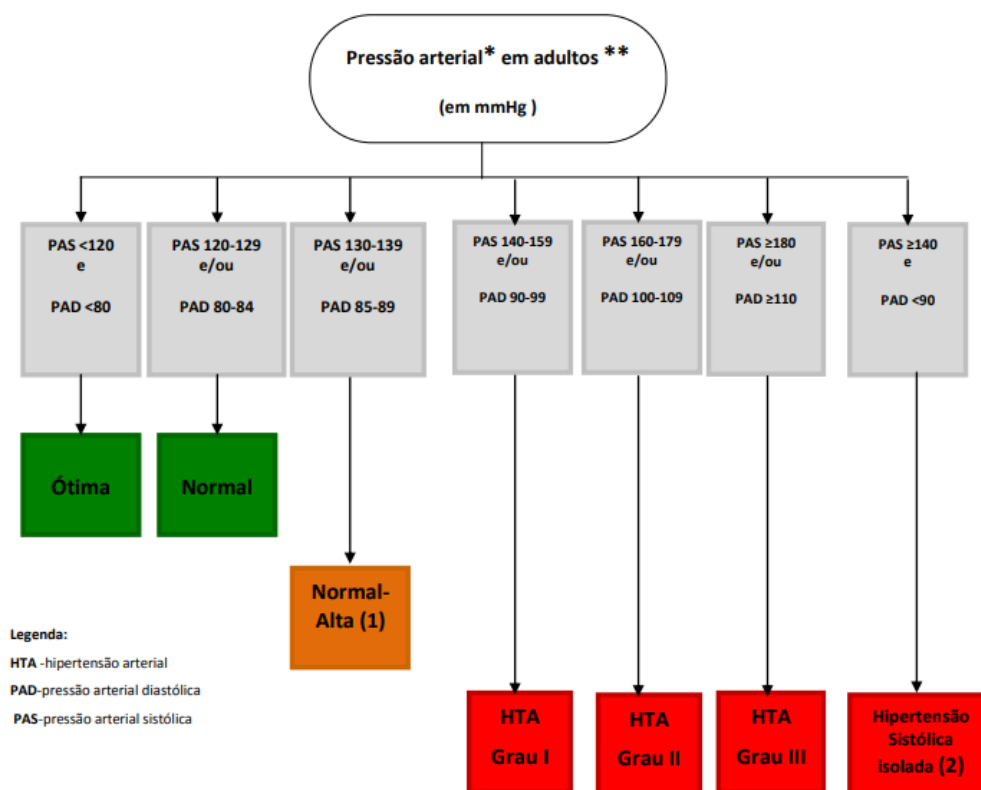 Pressão arterial* em adultos **
(em mmHg )
PAS <120
e
PAD <80
PAS 120-129
e/ou
PAD 80-84
PAS 130-139
e/ou
PAD 85-89
PAS 140-159
e/ou
PAD 90-99
PAS 160-179
e/ou
PAD 100-109
PAS ≥180
e/ou
PAD ≥110
PAS ≥140
e
PAD <90
Ótima
Normal
Normal-
Alta (1)
HTA
Grau I
HTA
Grau II
HTA
Grau III
Hipertensão
Sistólica
isolada (2)
Legenda:
HTA -hipertensão arterial
PAD-pressão arterial diastólica
PAS-pressão arterial sistólica